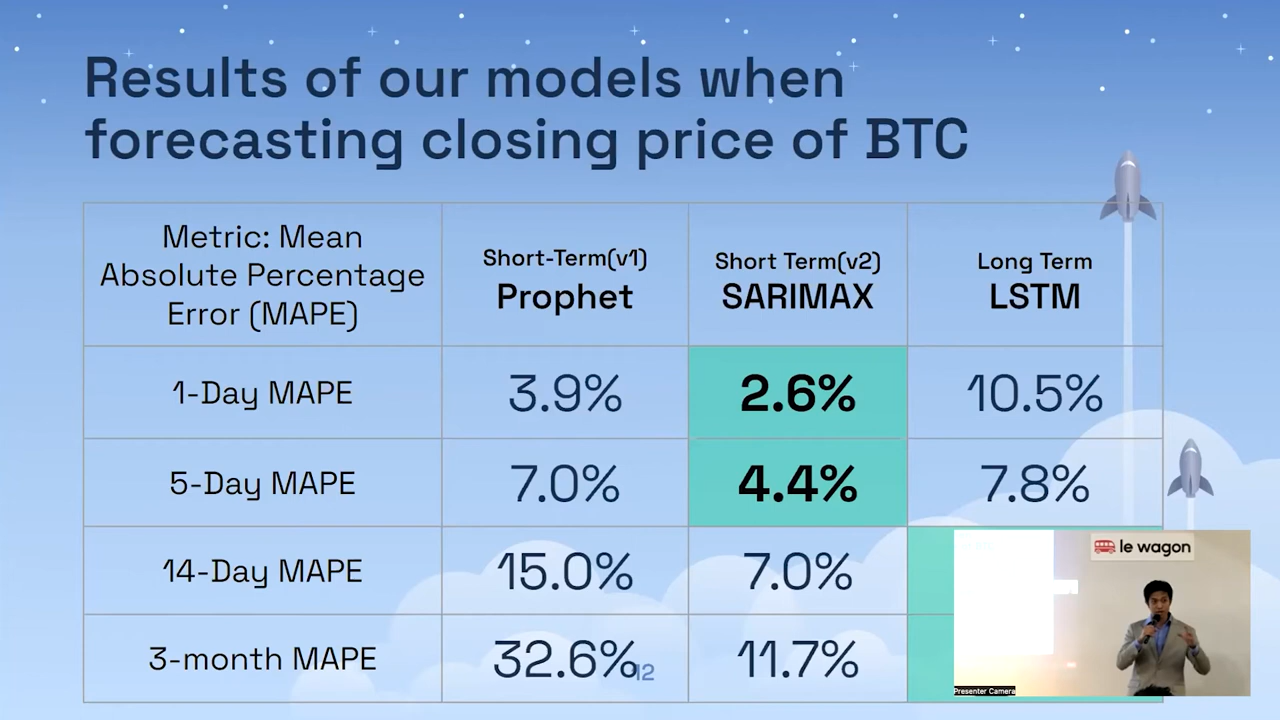 Results of our models when
forecasting closing price of BTC
Metric: Mean
Absolute Percentage
Error (MAPE)
Short-Term(v1)
Prophet
Short Term(v2)
SARIMAX
Long Term
LSTM
1-Day MAPE
3.9%
2.6%
10.5%
5-Day MAPE
7.0%
4.4%
7.8%
14-Day MAPE
15.0%
7.0%
3-month MAPE
32.6%
11.7%
12
le wagon
Presenter Camera